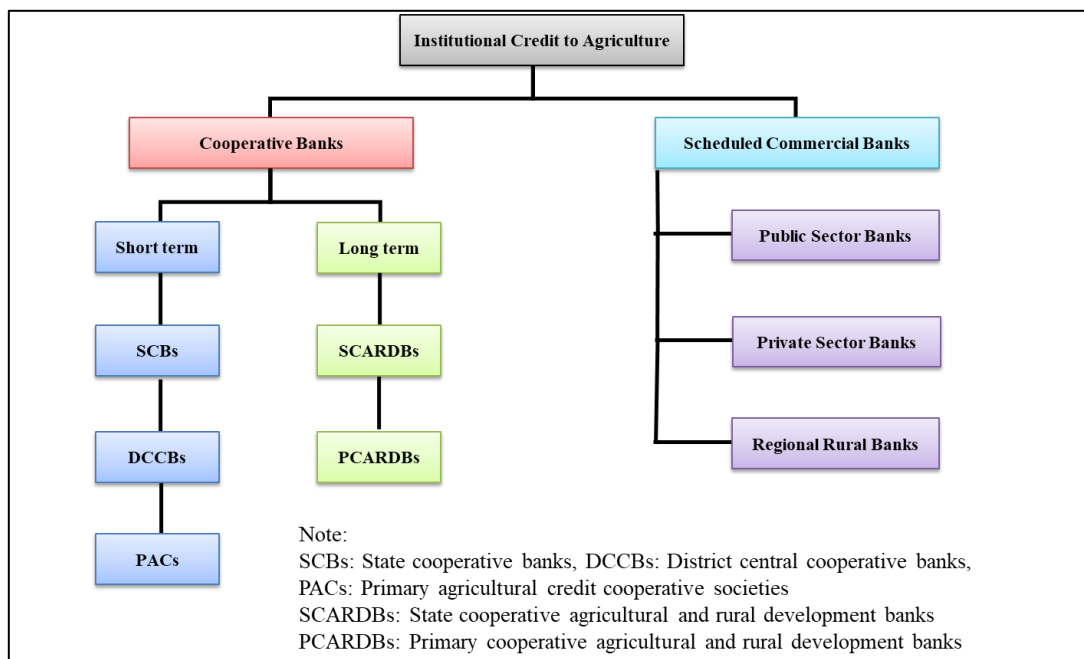 Institutional Credit to Agriculture
Cooperative Banks
Scheduled Commercial Banks
Short term
Long term
Public Sector Banks
SCBs
SCARDBs
Private Sector Banks
DCCBs
PCARDBs
Regional Rural Banks
PACs
Note:
SCBs: State cooperative banks, DCCBs: District central cooperative banks,
PACs: Primary agricultural credit cooperative societies
SCARDBs: State cooperative agricultural and rural development banks
PCARDBs: Primary cooperative agricultural and rural development banks